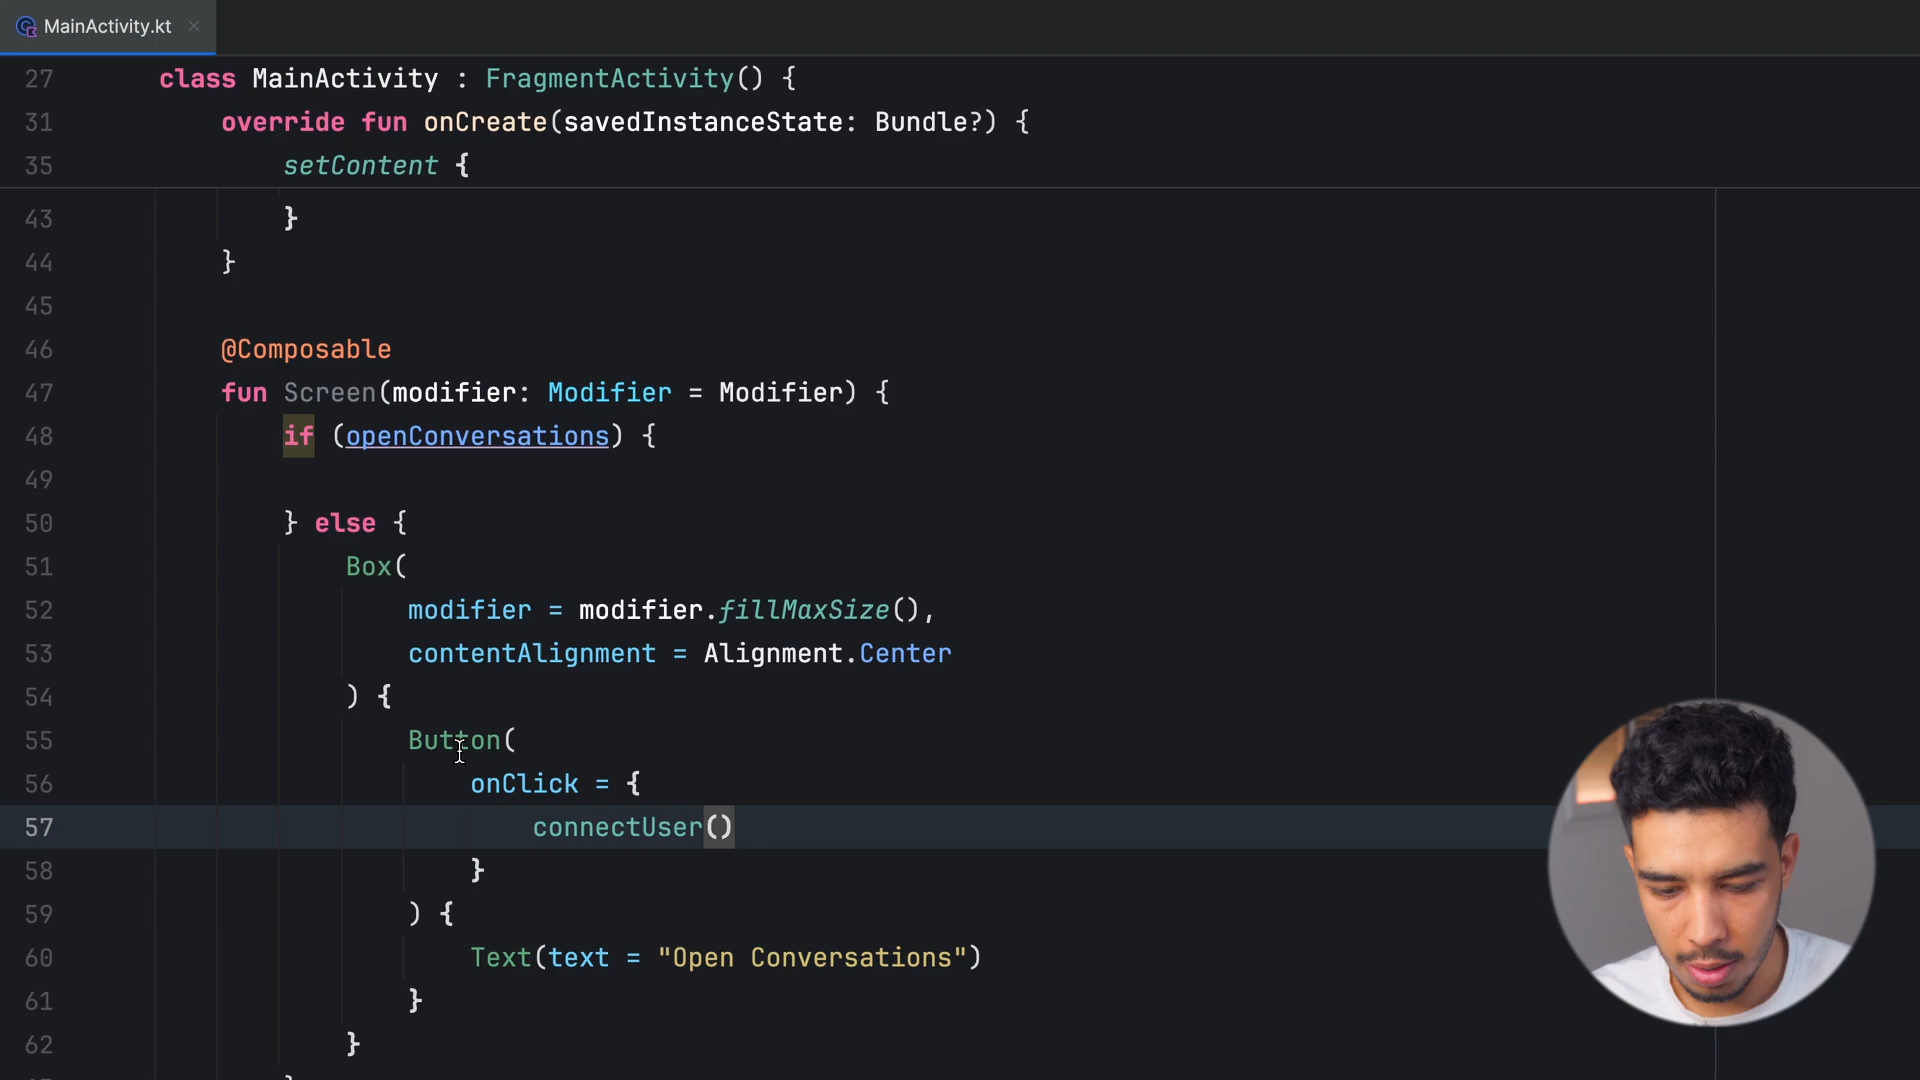 MainActivity.kt
27 class MainActivity : FragmentActivity() {
31 override fun onCreate(savedInstanceState: Bundle?) {
35 setContent {
43 }
44 }
45
46 @Composable
47 fun Screen(modifier: Modifier = Modifier) {
48 if (openConversations) {
49
50 } else {
51 Box(
52 modifier = modifier.fillMaxSize(),
53 contentAlignment = Alignment.Center
54 ) {
55 Button(
56 onClick = {
57 connectUser()
58 }
59 ) {
60 Text(text = "Open Conversations")
61 }
62 }